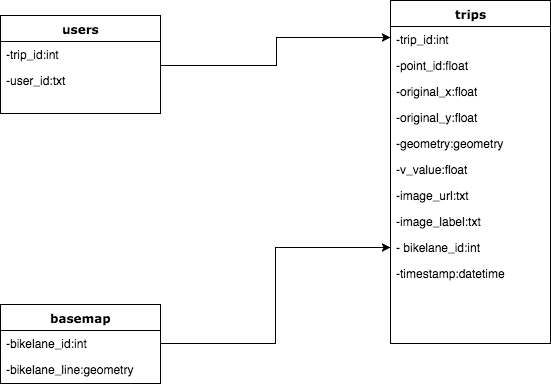 users
-trip_id:int
-user_id:txt
trips
-trip_id:int
-point_id:float
-original_x:float
-original_y:float
-geometry:geometry
-v_value:float
-image_url:txt
-image_label:txt
- bikelane_id:int
-timestamp:datetime
basemap
-bikelane_id:int
-bikelane_line:geometry